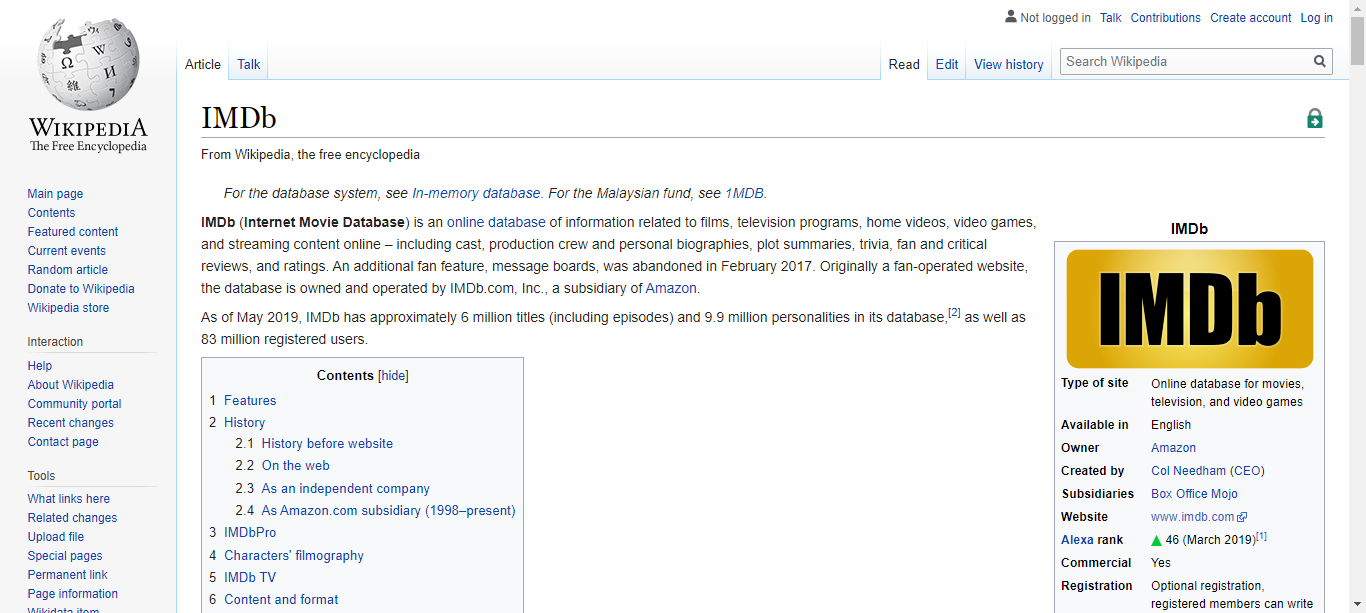 Not logged in Talk Contributions Create account Log in
Article Talk Read Edit View history Search Wikipedia
WIKIPEDIA
The Free Encyclopedia
Main page
Contents
Featured content
Current events
Random article
Donate to Wikipedia
Wikipedia store
Interaction
Help
About Wikipedia
Community portal
Recent changes
Contact page
Tools
What links here
Related changes
Upload file
Special pages
Permanent link
Page information
Wikidata item
IMDb
From Wikipedia, the free encyclopedia
For the database system, see In-memory database. For the Malaysian fund, see 1MDB.
IMDb (Internet Movie Database) is an online database of information related to films, television programs, home videos, video games,
and streaming content online – including cast, production crew and personal biographies, plot summaries, trivia, fan and critical
reviews, and ratings. An additional fan feature, message boards, was abandoned in February 2017. Originally a fan-operated website,
the database is owned and operated by IMDb.com, Inc., a subsidiary of Amazon.
As of May 2019, IMDb has approximately 6 million titles (including episodes) and 9.9 million personalities in its database,[2] as well as
83 million registered users.
Contents [hide]
1 Features
2 History
2.1 History before website
2.2 On the web
2.3 As an independent company
2.4 As Amazon.com subsidiary (1998–present)
3 IMDbPro
4 Characters' filmography
5 IMDb TV
6 Content and format
IMDb
IMDb
Type of site Online database for movies,
television, and video games
Available in English
Owner Amazon
Created by Col Needham (CEO)
Subsidiaries Box Office Mojo
Website www.imdb.com
Alexa rank ▲ 46 (March 2019)[1]
Commercial Yes
Registration Optional registration,
registered members can write